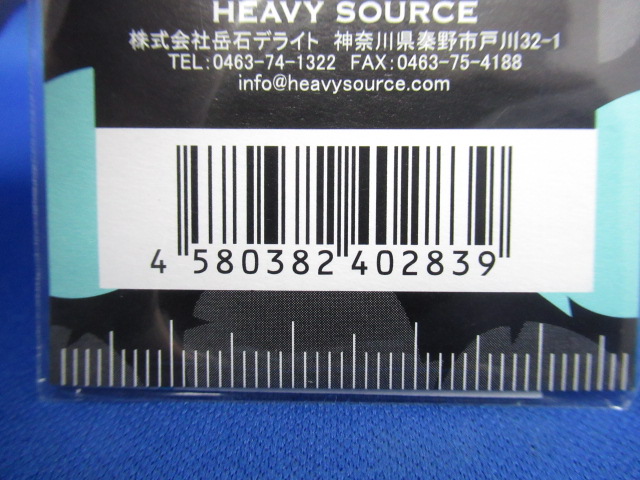 HEAVY SOURCE
株式会社岳石デライト 神奈川県秦野市戸川32-1
TEL:0463-74-1322 FAX:0463-75-4188
info@heavysource.com
4 580382 402839